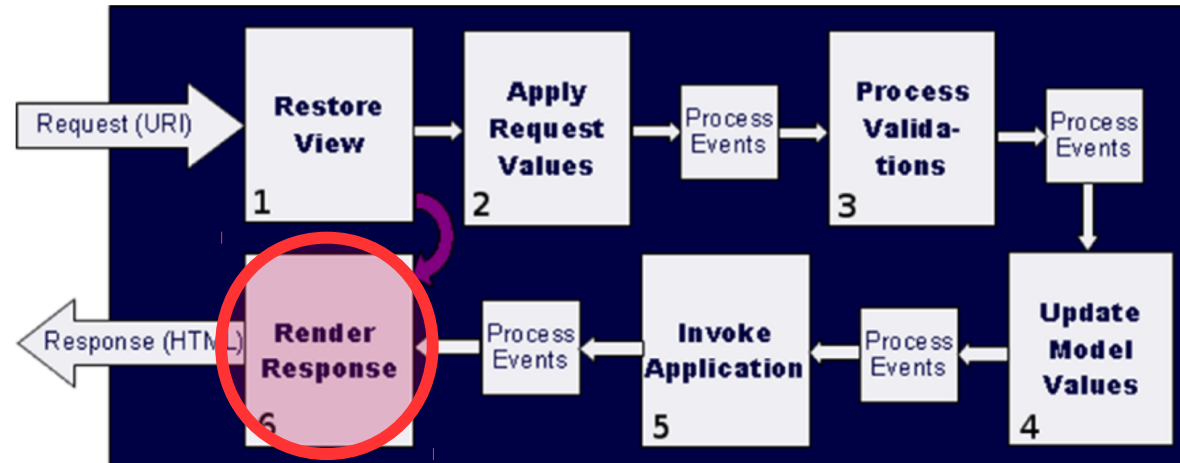 Request (URI)
Restore
View
1
Apply
Request
Values
2
Process
Events
Process
Valida-
tions
3
Process
Events
Response (HTML)
Render
Response
6
Process
Events
Invoke
Application
5
Process
Events
Update
Model
Values
4